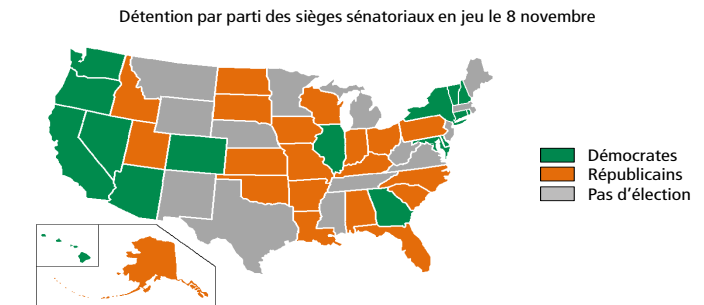 Détention par parti des sièges sénatoriaux en jeu le 8 novembre
Démocrates
Républicains
Pas d'élection